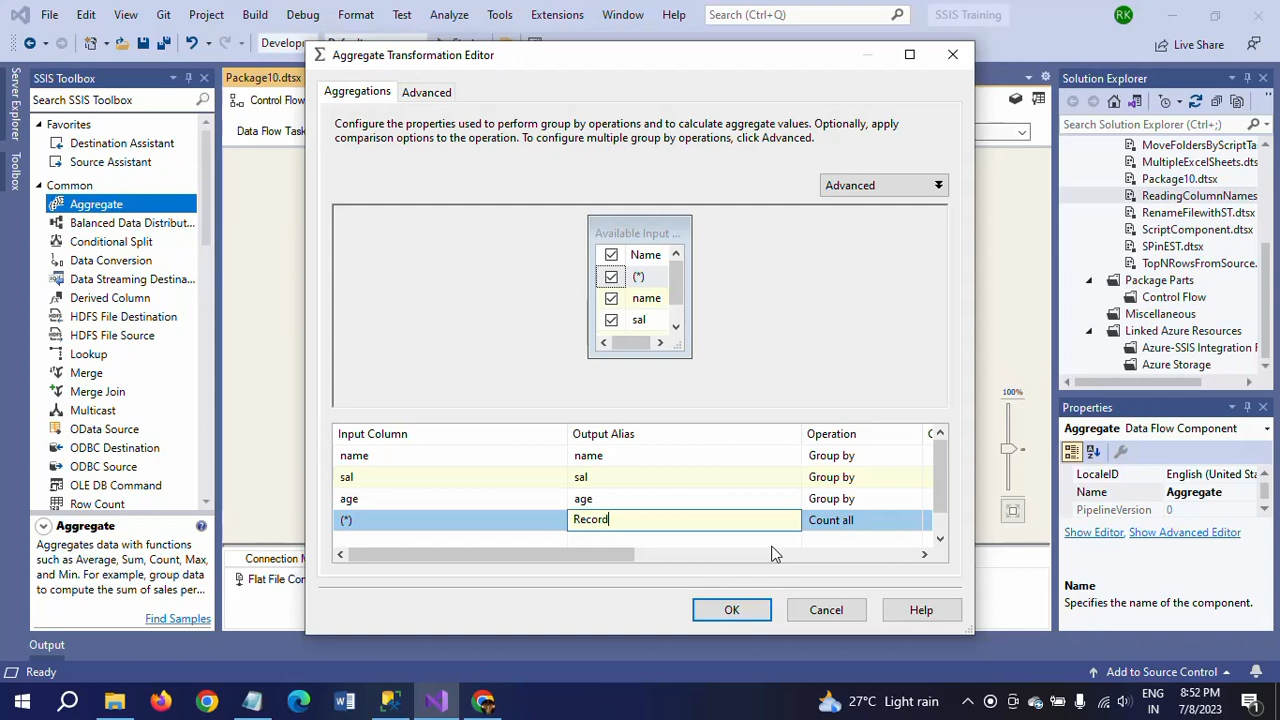 File Edit View Git Project Build Debug Format Test Analyze Tools Extensions Window Help Search (Ctrl+Q) SSIS Training RK
Develop Live Share
Server Explorer
Toolbox
SSIS Toolbox
Search SSIS Toolbox
Favorites
Destination Assistant
Source Assistant
Common
Aggregate
Balanced Data Distribut...
Conditional Split
Data Conversion
Data Streaming Destina...
Derived Column
HDFS File Destination
HDFS File Source
Lookup
Merge
Merge Join
Multicast
OData Source
ODBC Destination
ODBC Source
OLE DB Command
Row Count
Aggregate
Aggregates data with functions
such as Average, Sum, Count, Max,
and Min. For example, group data
to compute the sum of sales per...
Find Samples
Package10.dtsx
Control Flow
Data Flow Task
Connection M
Flat File Con
Aggregate Transformation Editor
Aggregations Advanced
Configure the properties used to perform group by operations and to calculate aggregate values. Optionally, apply
comparison options to the operation. To configure multiple group by operations, click Advanced.
Advanced
Available Input ...
Name
(*)
name
sal
Input Column Output Alias Operation
name name Group by
sal sal Group by
age age Group by
(*) Record Count all
OK Cancel Help
100%
Solution Explorer
Search Solution Explorer (Ctrl+;)
MoveFoldersByScriptTa
MultipleExcelSheets.dts
Package10.dtsx
ReadingColumnNames
RenameFilewithST.dtsx
ScriptComponent.dtsx
SPinEST.dtsx
TopNRowsFromSource.
Package Parts
Control Flow
Miscellaneous
Linked Azure Resources
Azure-SSIS Integration R
Azure Storage
Properties
Aggregate Data Flow Component
LocaleID English (United Sta
Name Aggregate
PipelineVersion 0
Show Editor, Show Advanced Editor
Name
Specifies the name of the component.
Output
Ready Add to Source Control
27°C Light rain ENG IN 8:52 PM 7/8/2023 1